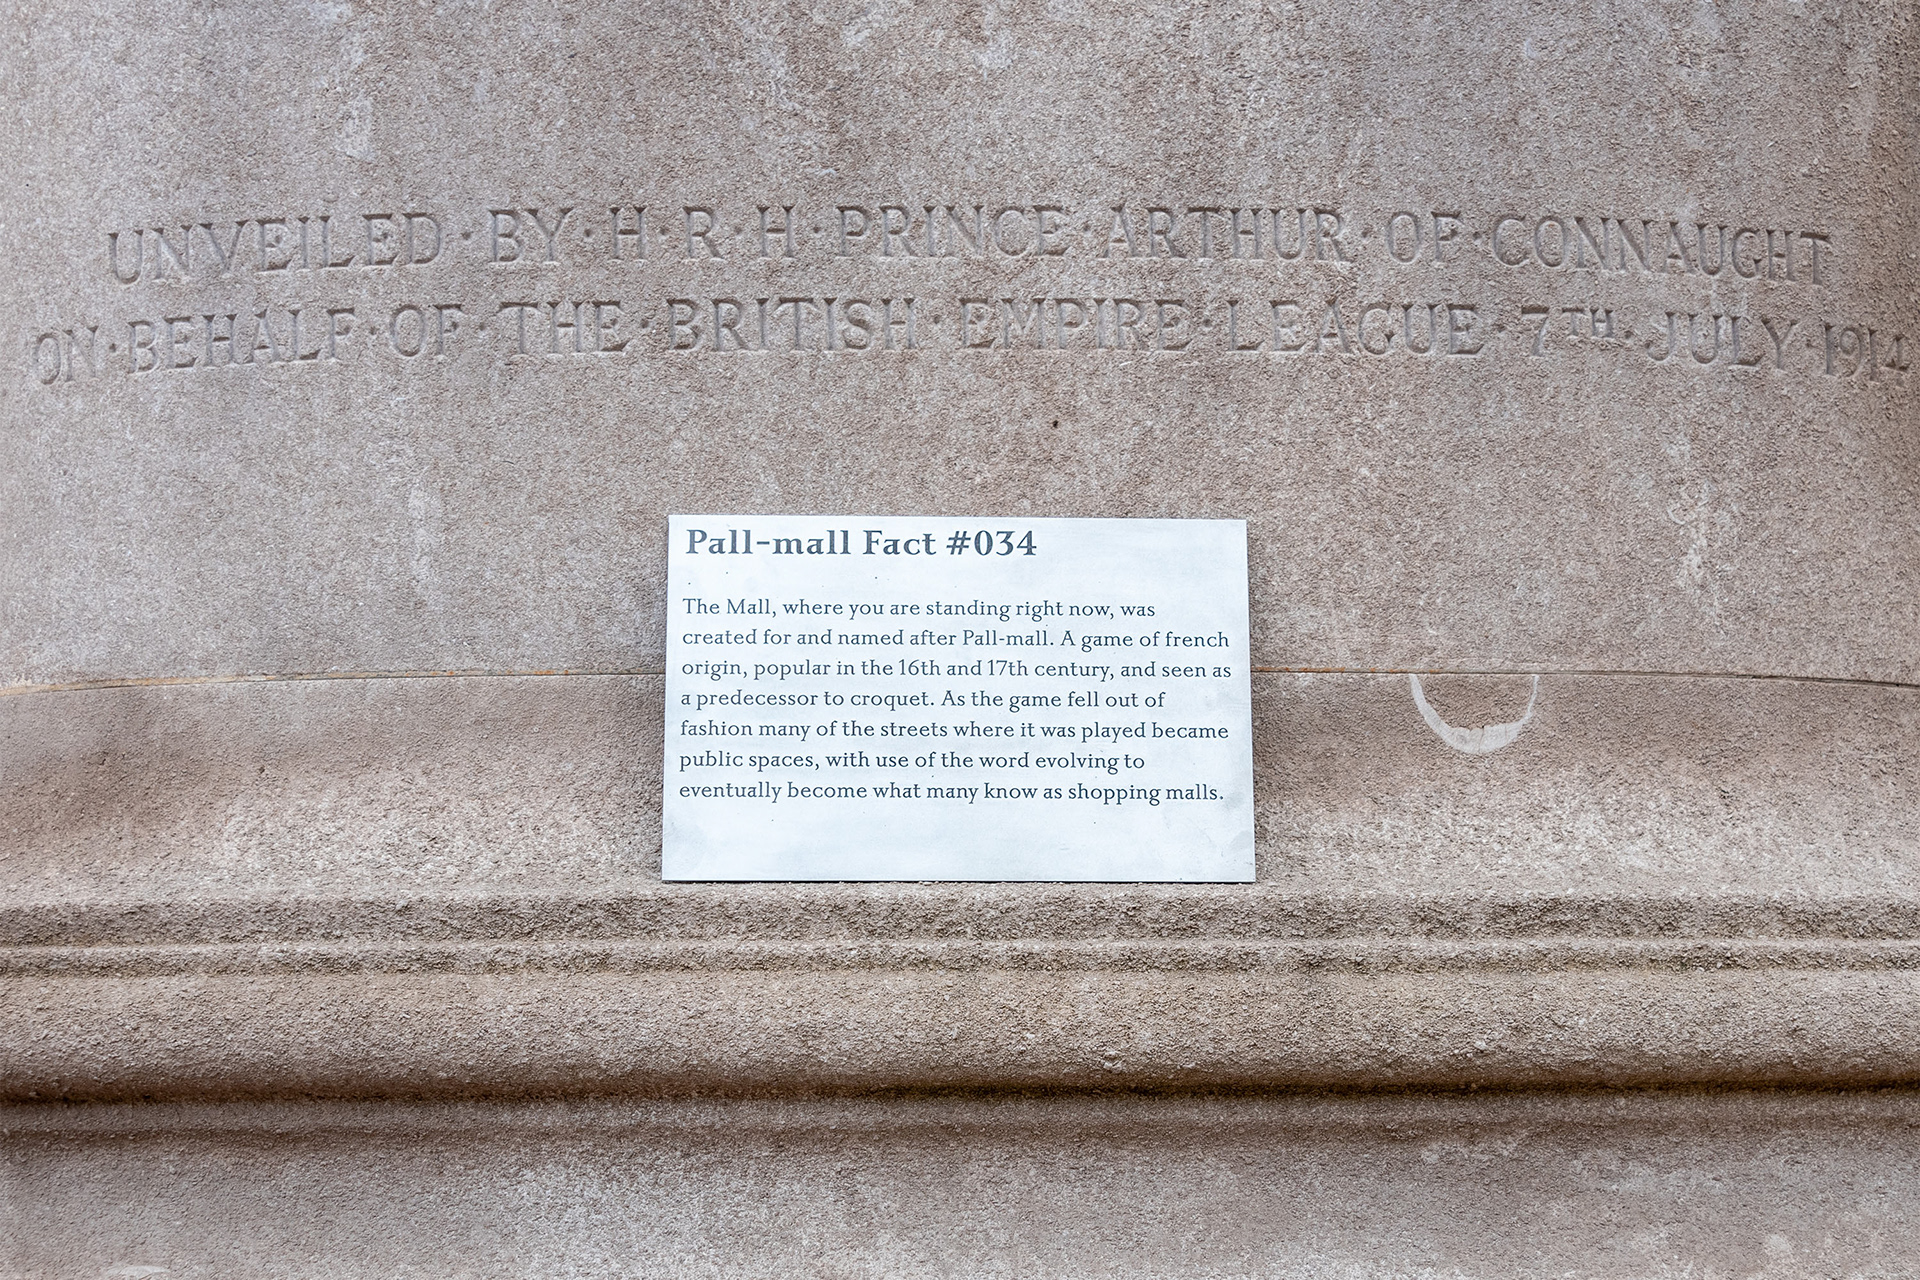 UNVEILED·BY·H·R·H·PRINCE·ARTHUR·OF·CONNAUGHT
ON·BEHALF·OF·THE·BRITISH·EMPIRE·LEAGUE·7TH·JULY·1914
Pall-mall Fact #034
The Mall, where you are standing right now, was
created for and named after Pall-mall. A game of french
origin, popular in the 16th and 17th century, and seen as
a predecessor to croquet. As the game fell out of
fashion many of the streets where it was played became
public spaces, with use of the word evolving to
eventually become what many know as shopping malls.